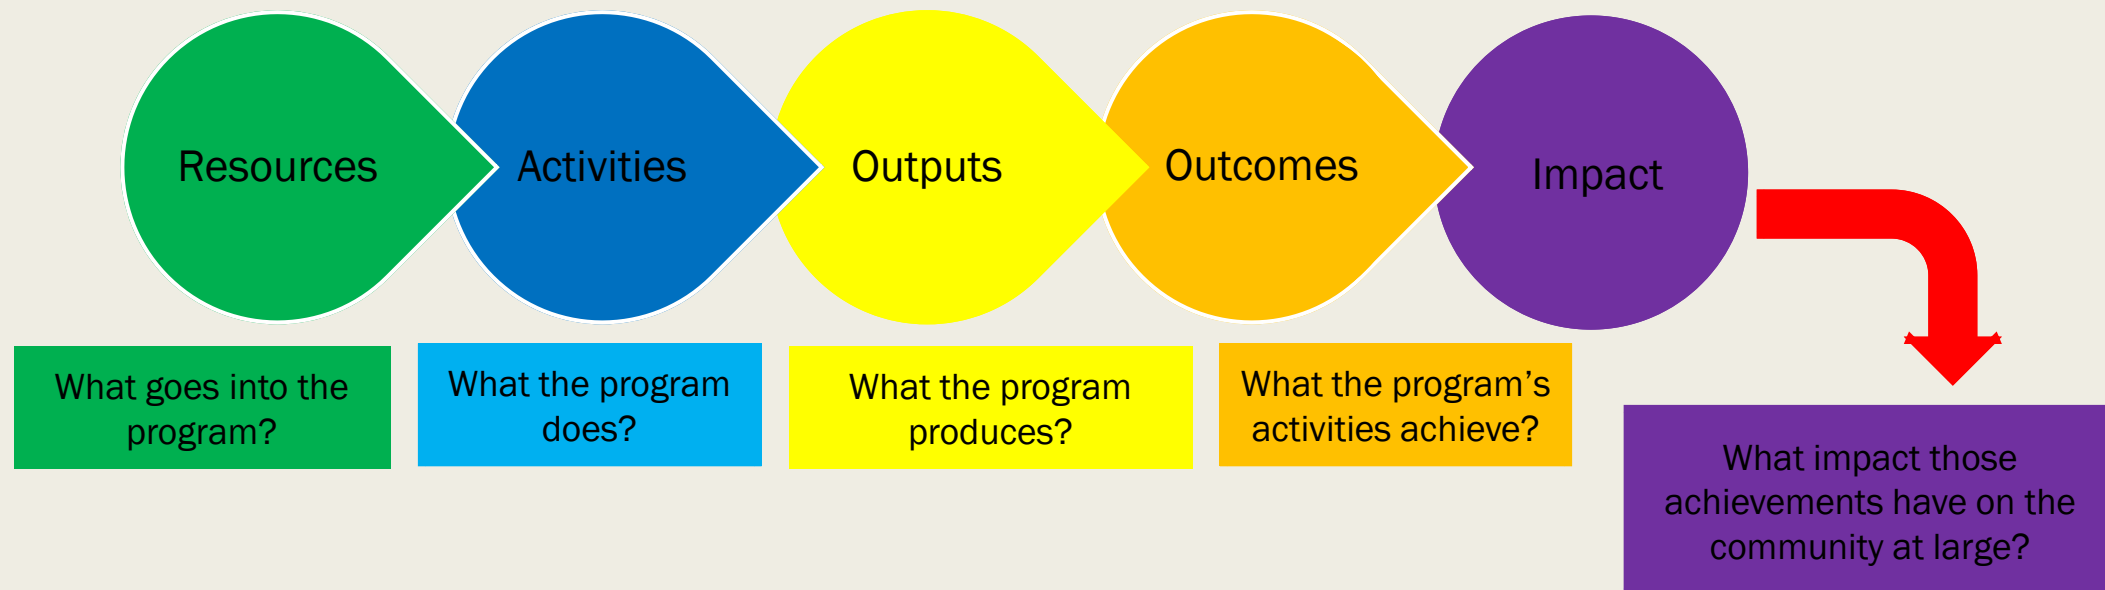 Resources
Activities
Outputs
Outcomes
Impact
What goes into the
program?
What the program
does?
What the program
produces?
What the program’s
activities achieve?
What impact those
achievements have on the
community at large?